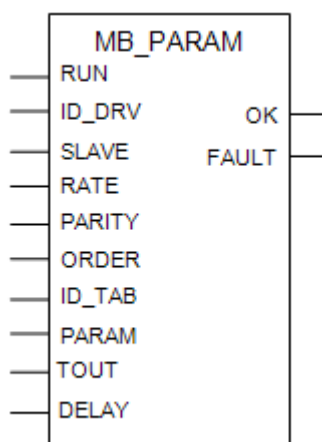 MB_PARAM
RUN
ID_DRV
OK
SLAVE
FAULT
RATE
PARITY
ORDER
ID_TAB
PARAM
TOUT
DELAY